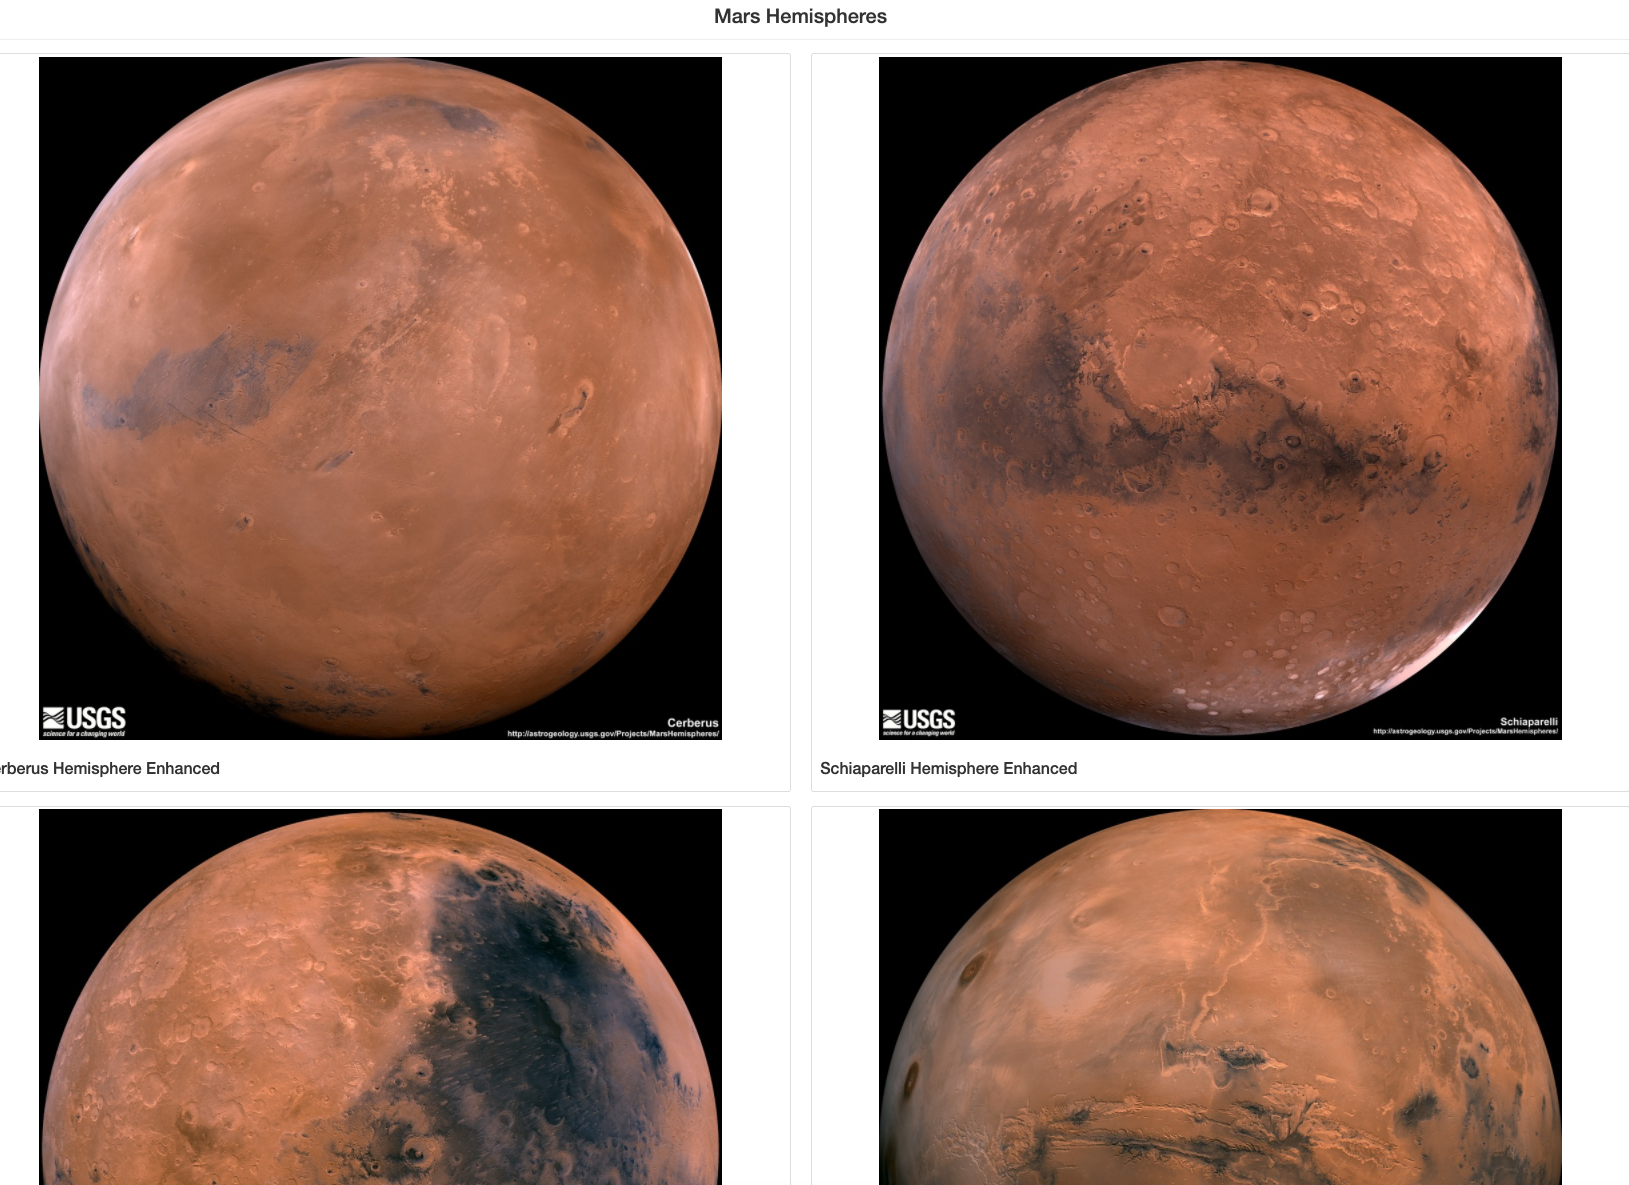 Mars Hemispheres
USGS
science for a changing world
Cerberus
http://astrogeology.usgs.gov/Projects/MarsHemispheres/
USGS
science for a changing world
Schiaparelli
http://astrogeology.usgs.gov/Projects/MarsHemispheres/
erberus Hemisphere Enhanced
Schiaparelli Hemisphere Enhanced